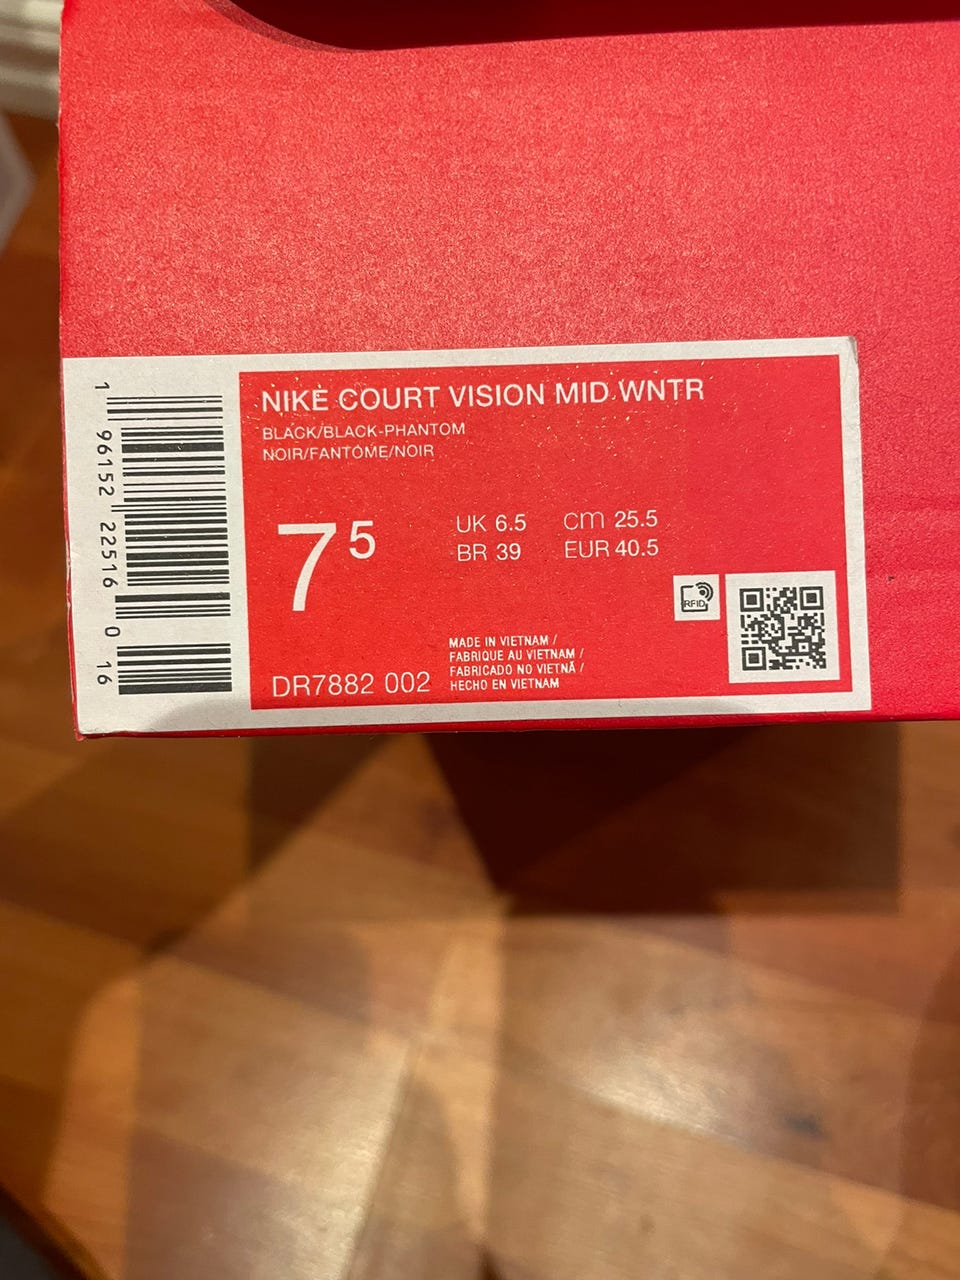 NIKE COURT VISION MID WNTR
BLACK/BLACK-PHANTOM
NOIR/FANTOME/NOIR
7 5
UK 6.5 cm 25.5
BR 39 EUR 40.5
RFID
MADE IN VIETNAM /
FABRIQUE AU VIETNAM /
FABRICADO NO VIETNÃ /
HECHO EN VIETNAM
DR7882 002
1 96152 22516 0 16